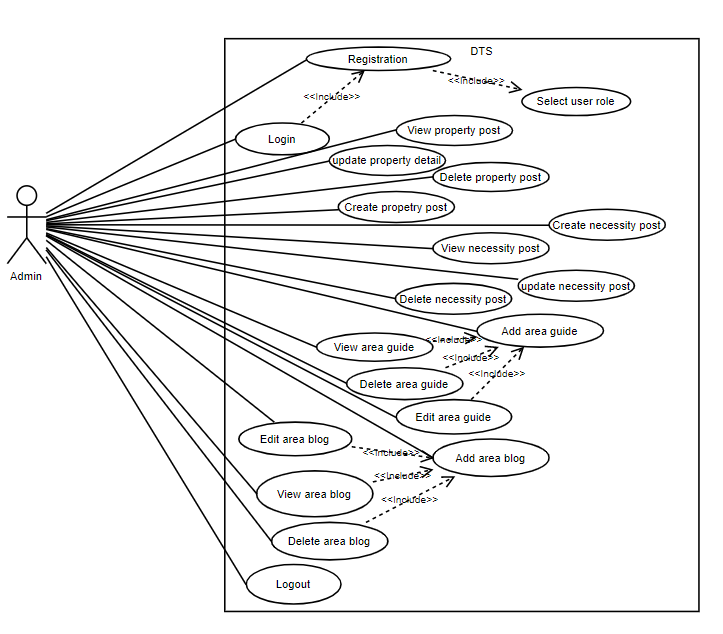 DTS
Registration
<<Include>>
<<Include>>
Select user role
Login
View property post
update property detail
Delete property post
Create propetry post
Create necessity post
View necessity post
Admin
update necessity post
Delete necessity post
Add area guide
<<Include>>
View area guide
<<Include>>
<<Include>>
Delete area guide
Edit area guide
Edit area blog
<<Include>>
Add area blog
<<Include>>
View area blog
<<Include>>
Delete area blog
Logout